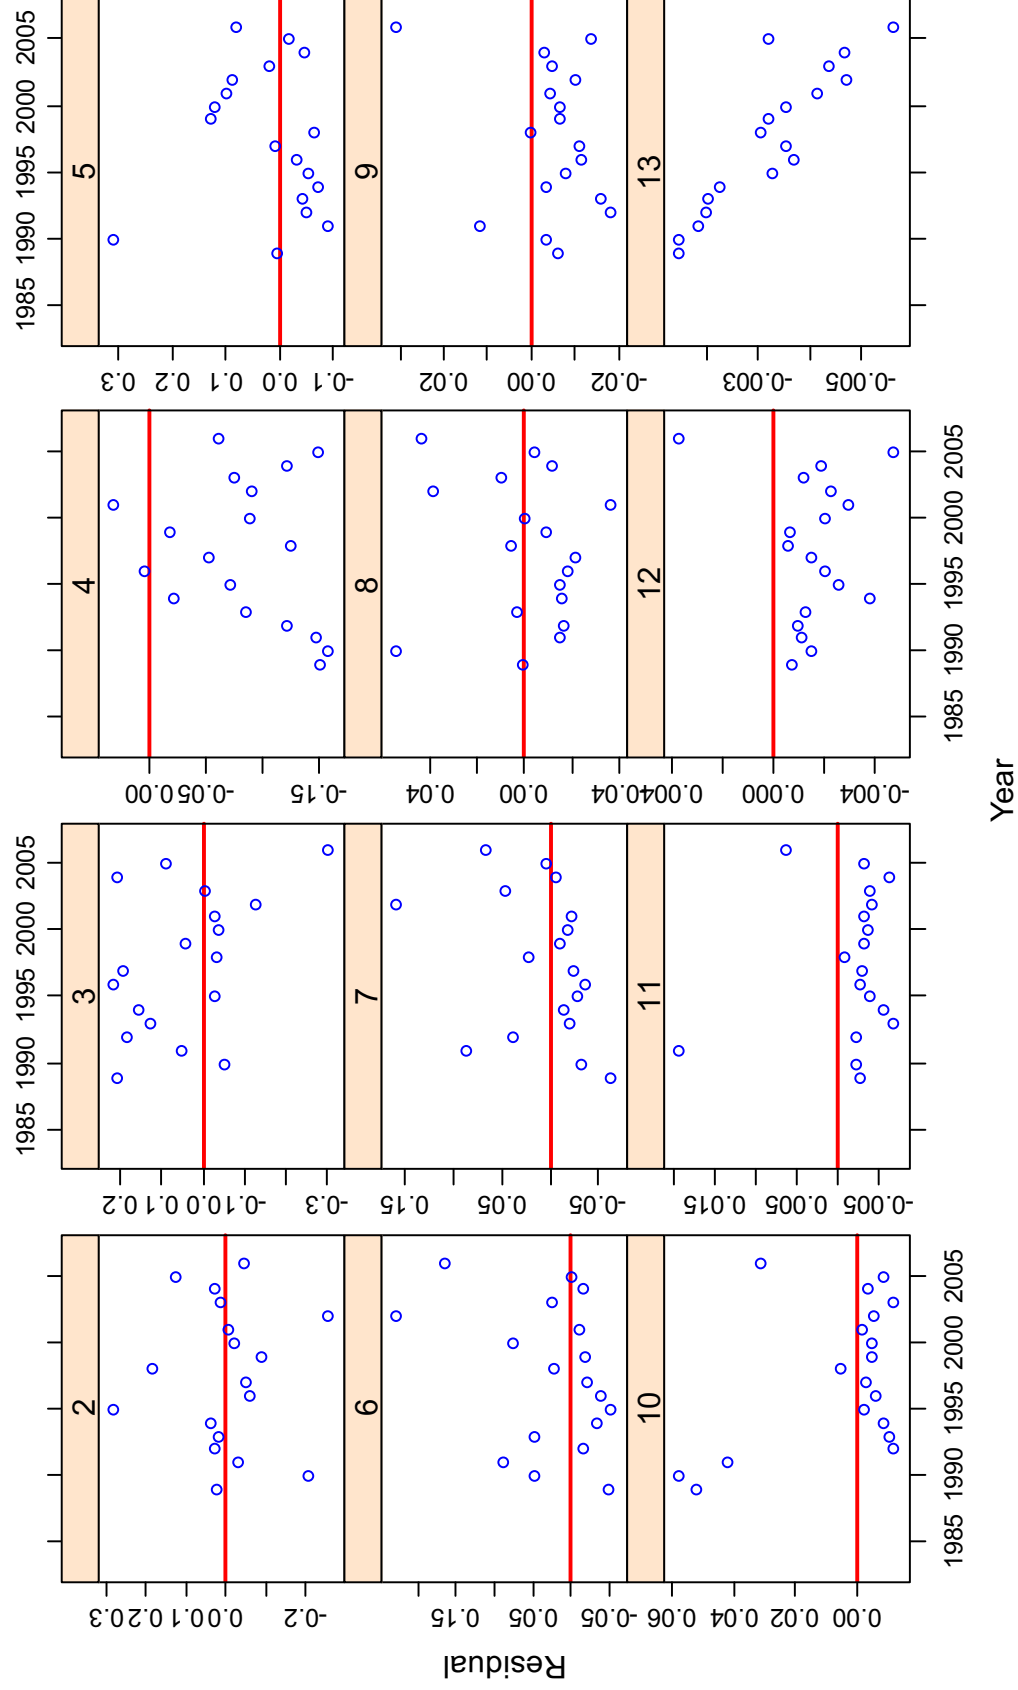 1985 1990 1995 2000 2005
1985 1990 1995 2000 2005
2
3
4
5
0.3 0.2 0.1 0.0 -0.2
0.2 0.1 0.0 -0.1 -0.3
0.00 -0.05 -0.15
0.3 0.2 0.1 0.0 -0.1
6
7
8
9
0.15 0.05 -0.05
0.15 0.05 -0.05
0.04 0.00 -0.04
0.02 0.00 -0.02
10
11
12
13
0.06 0.04 0.02 0.00
0.015 0.005 -0.005
0.004 0.000 -0.004
-0.003 -0.005
1985 1990 1995 2000 2005
1985 1990 1995 2000 2005
Residual
Year